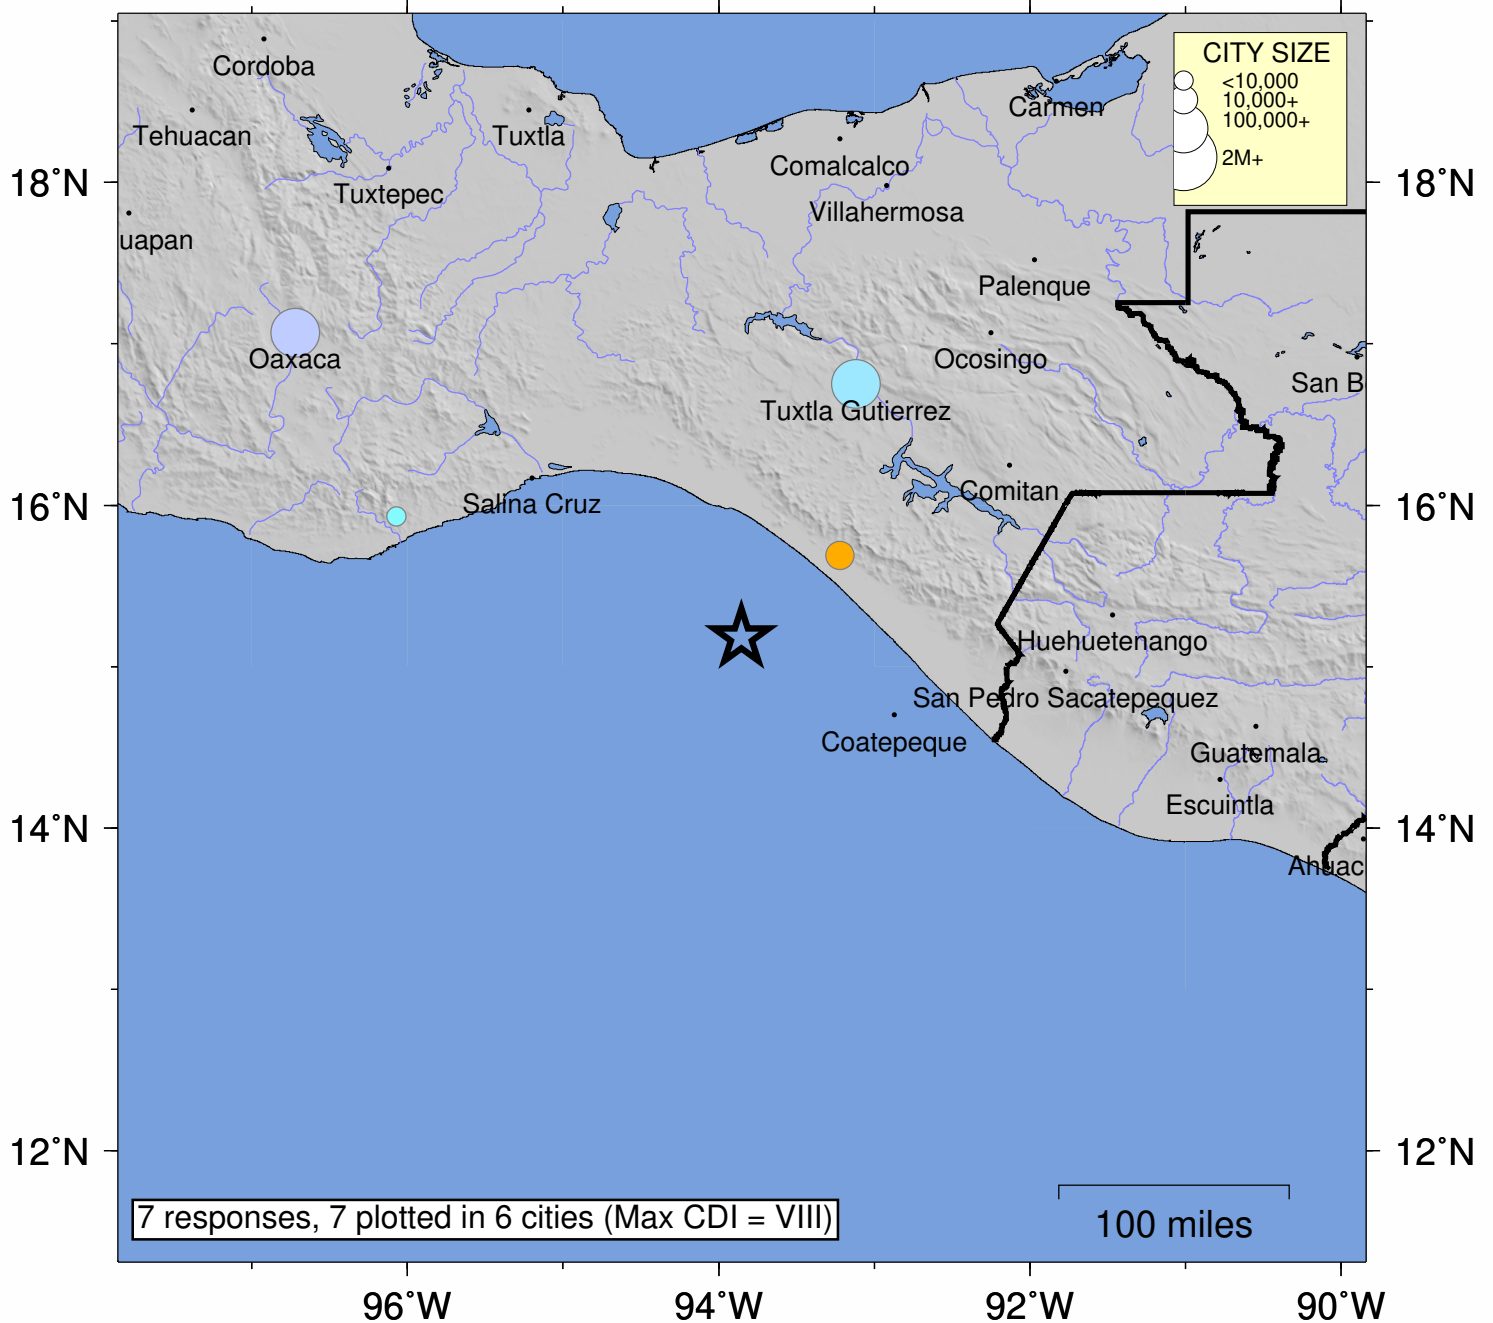 CITY SIZE
<10,000
10,000+
100,000+
2M+
Cordoba
Carmen
Tehuacan
Tuxtla
Comalcalco
18˚N
18˚N
Tuxtepec
Villahermosa
uapan
Palenque
Oaxaca
Ocosingo
San B
Tuxtla Gutierrez
Comitan
16˚N
Salina Cruz
16˚N
Huehuetenango
San Pedro Sacatepequez
Coatepeque
Guatemala
Escuintla
14˚N
14˚N
Ahuac
12˚N
12˚N
7 responses, 7 plotted in 6 cities (Max CDI = VIII)
100 miles
96˚W
94˚W
92˚W
90˚W